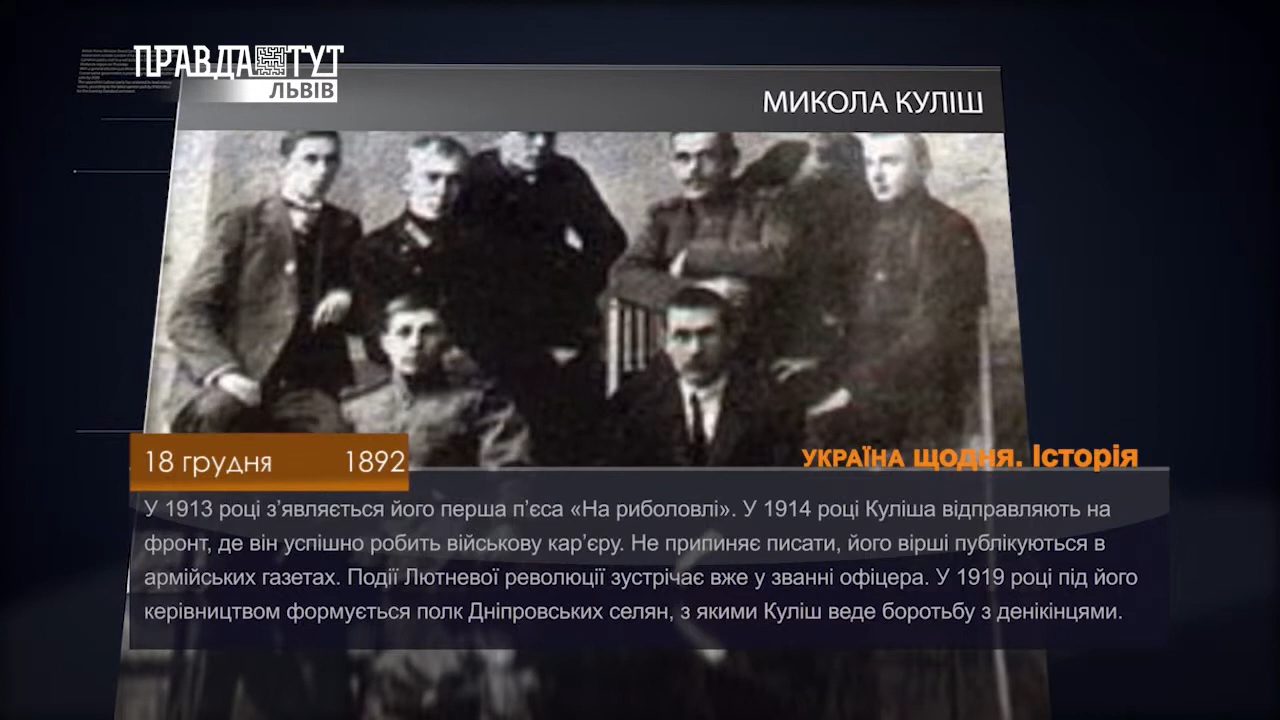 ПРАВДА ТУТ
ЛЬВІВ
МИКОЛА КУЛІШ
18 грудня 1892
УКРАЇНА щодня. Історія
У 1913 році з’являється його перша п’єса «На риболовлі». У 1914 році Куліша відправляють на
фронт, де він успішно робить військову кар’єру. Не припиняє писати, його вірші публікуються в
армійських газетах. Події Лютневої революції зустрічає вже у званні офіцера. У 1919 році під його
керівництвом формується полк Дніпровських селян, з якими Куліш веде боротьбу з денікінцями.